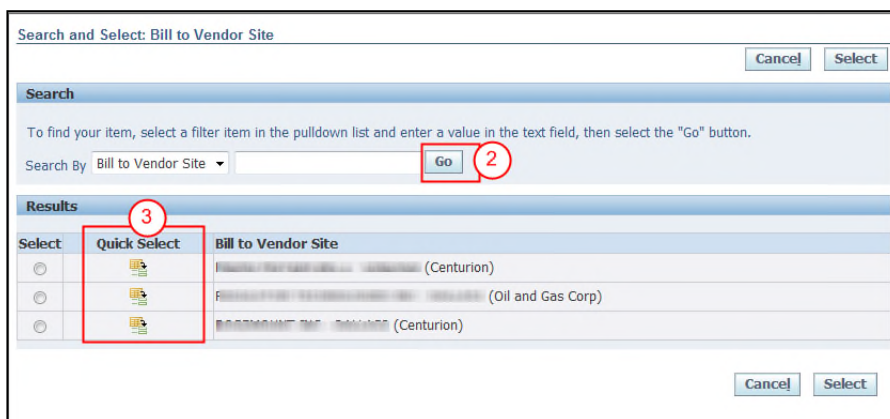 Search and Select: Bill to Vendor Site
Cancel Select
Search
To find your item, select a filter item in the pulldown list and enter a value in the text field, then select the "Go" button.
Search By Bill to Vendor Site Go 2
Results
3
Select Quick Select Bill to Vendor Site
(Centurion)
(Oil and Gas Corp)
(Centurion)
Cancel Select